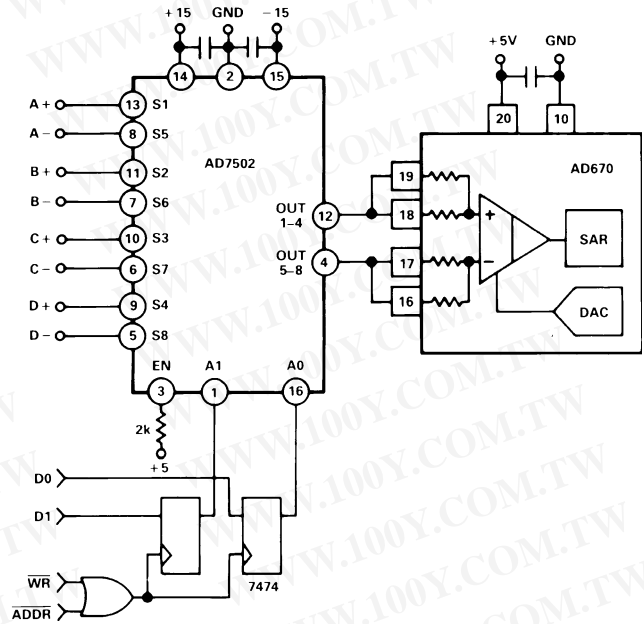 +15 GND -15
+5V GND
14 2 15
20 10
A+ 13 S1
A- 8 S5
AD7502
AD670
B+ 11 S2
B- 7 S6
19
OUT 1-4 12 18 +
SAR
C+ 10 S3
C- 6 S7
OUT 5-8 4 17 -
16
DAC
D+ 9 S4
D- 5 S8
EN A1 A0
3 1 16
2k
+5
D0
D1
WR
7474
ADDR
WWW.100Y.COM.TW